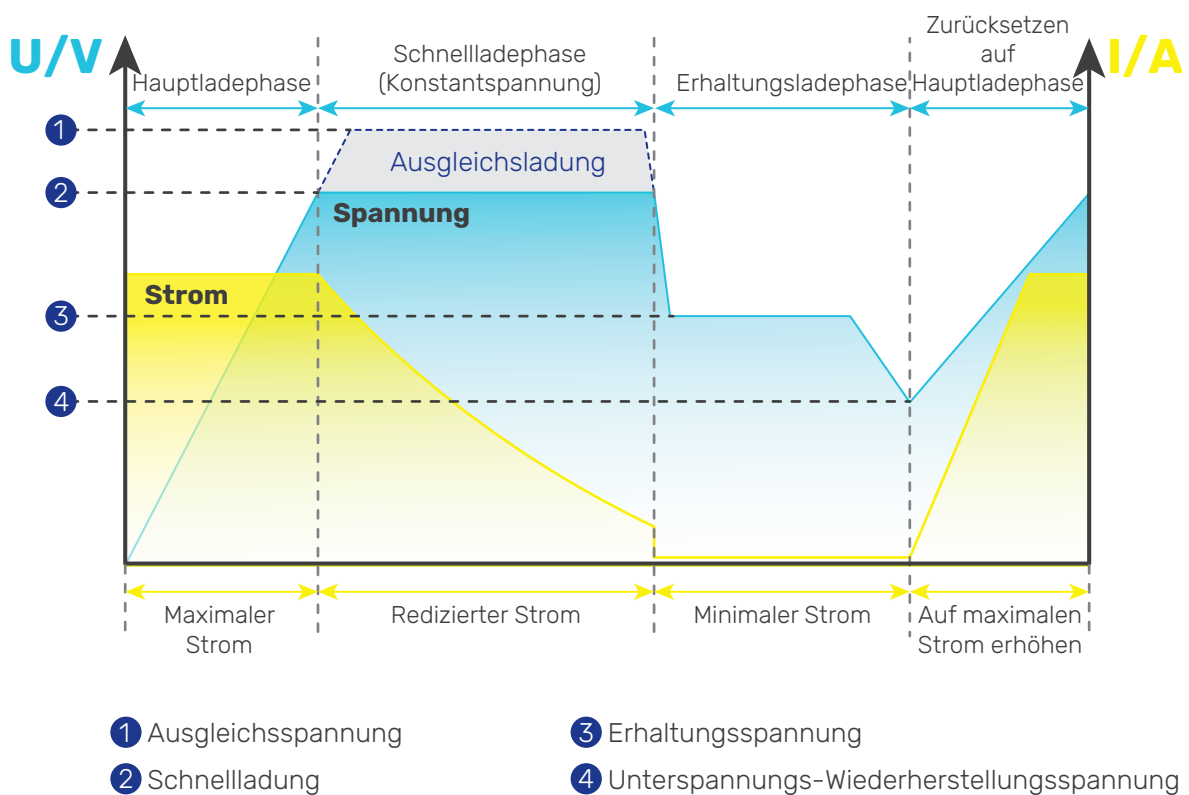 U/V
Hauptladephase
Schnellladephase
(Konstantspannung)
Erhaltungsladephase
Zurücksetzen
auf
Hauptladephase
I/A
1
2
3
4
Ausgleichsladung
Spannung
Strom
Maximaler
Strom
Redizierter Strom
Minimaler Strom
Auf maximalen
Strom erhöhen
1 Ausgleichsspannung
2 Schnellladung
3 Erhaltungsspannung
4 Unterspannungs-Wiederherstellungsspannung